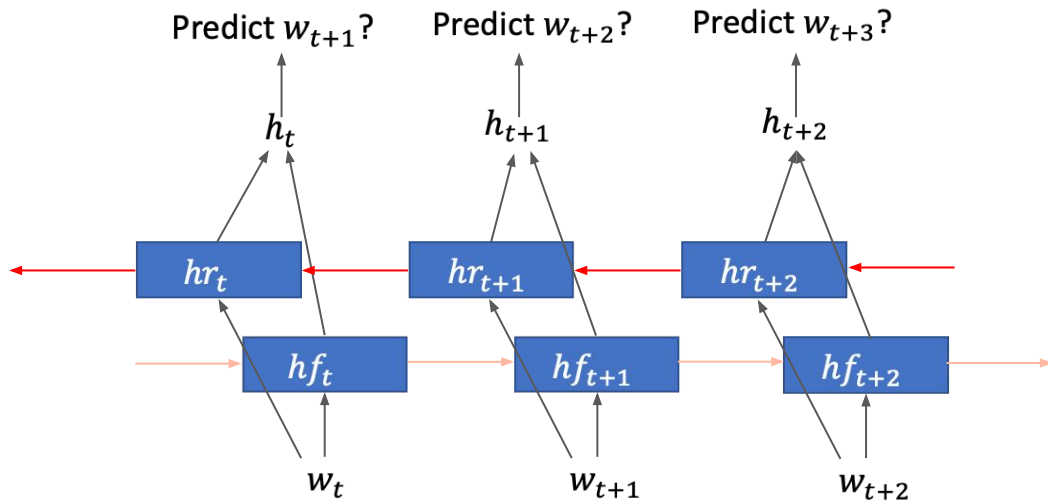 Predict w_{t+1}? Predict w_{t+2}? Predict w_{t+3}?
h_t h_{t+1} h_{t+2}
hr_t hr_{t+1} hr_{t+2}
hf_t hf_{t+1} hf_{t+2}
w_t w_{t+1} w_{t+2}